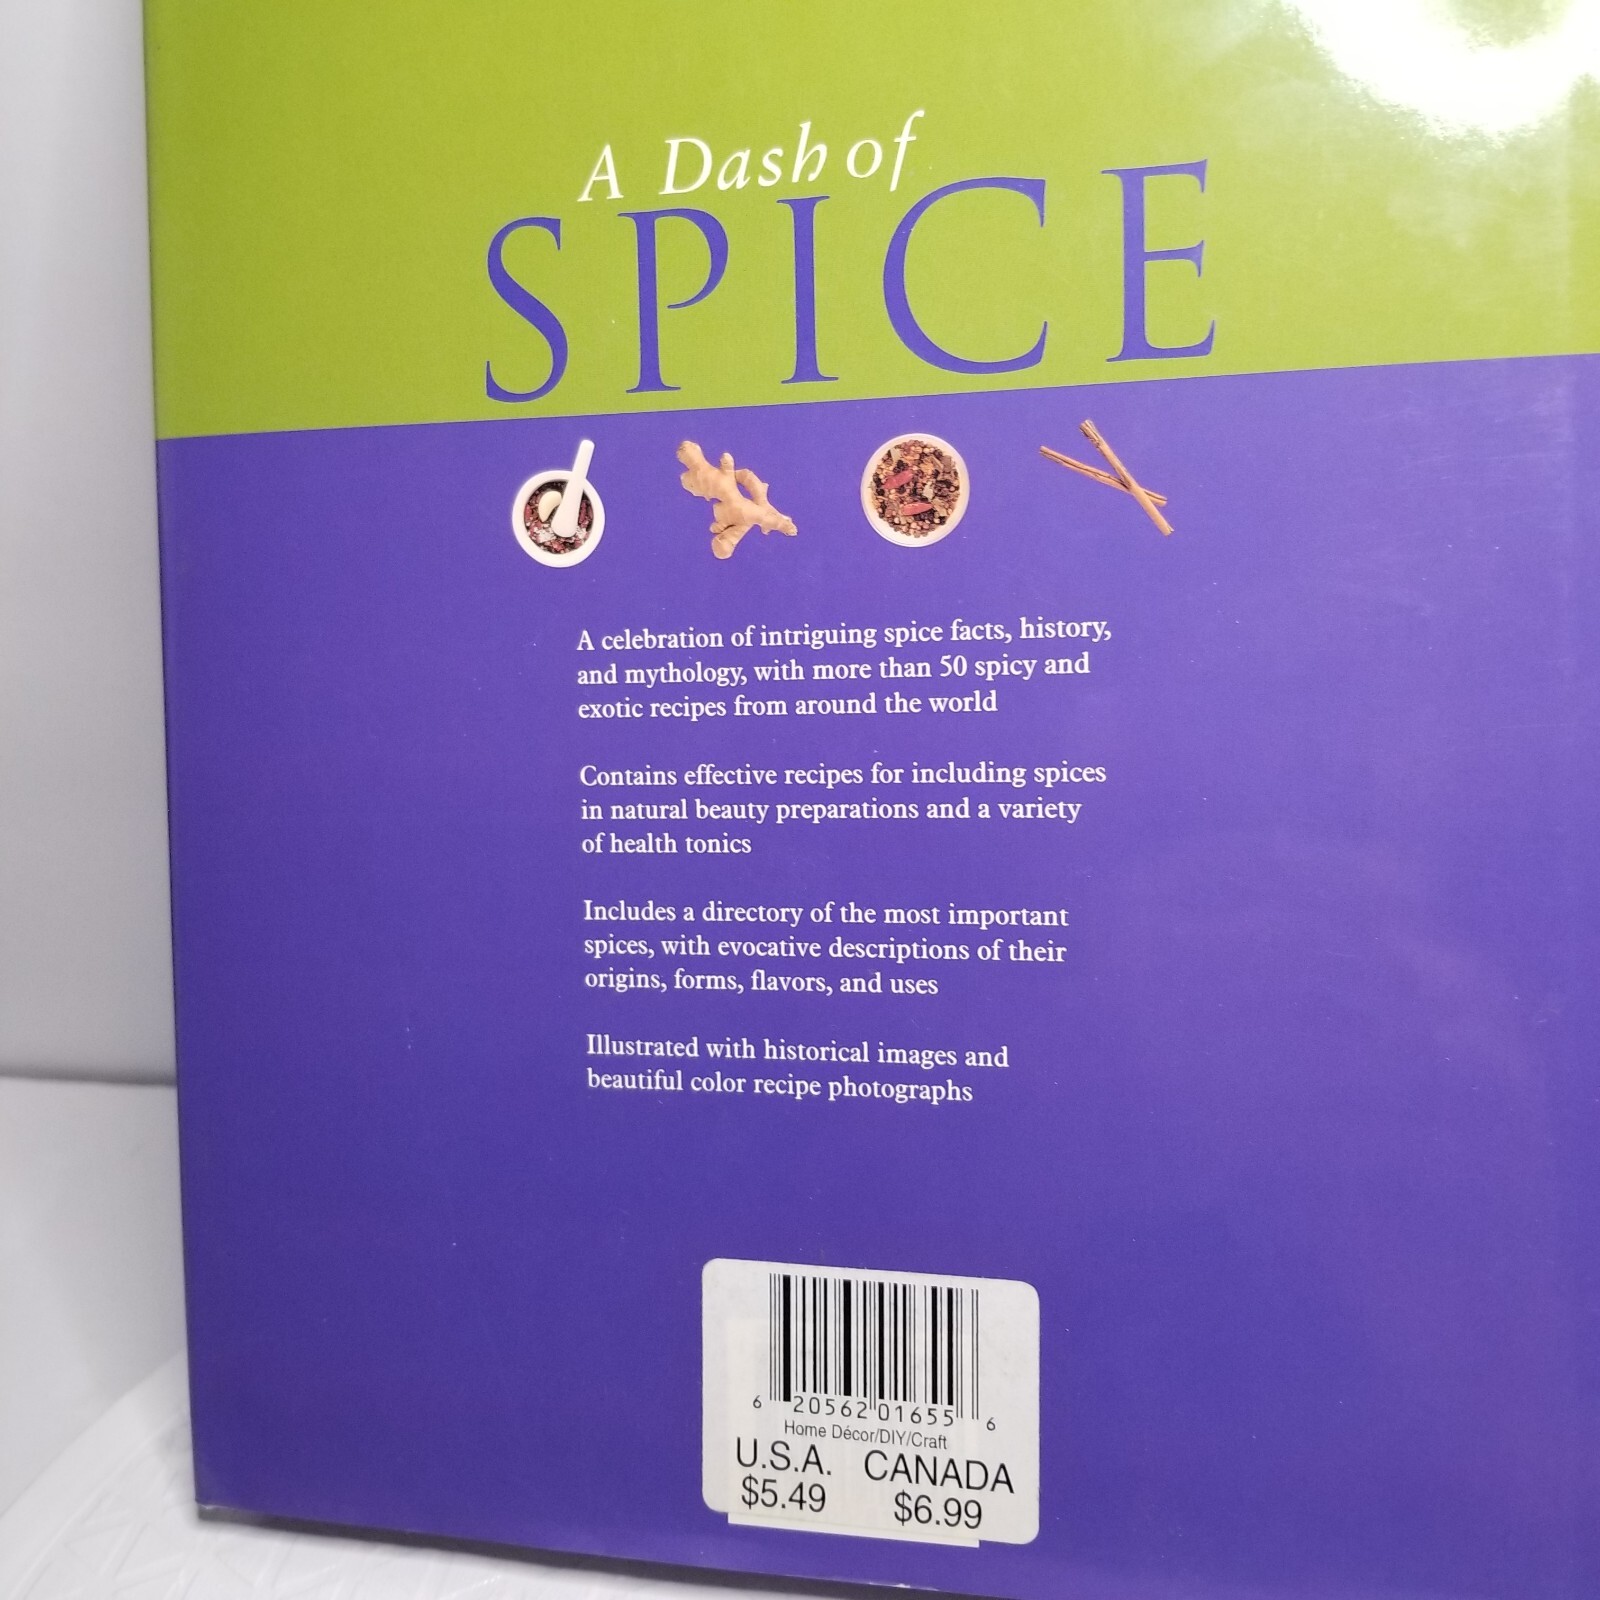 A Dash of
SPICE
A celebration of intriguing spice facts, history,
and mythology, with more than 50 spicy and
exotic recipes from around the world
Contains effective recipes for including spices
in natural beauty preparations and a variety
of health tonics
Includes a directory of the most important
spices, with evocative descriptions of their
origins, forms, flavors, and uses
Illustrated with historical images and
beautiful color recipe photographs
6 20562 01655 6
Home Décor/DIY/Craft
U.S.A. CANADA
$5.49 $6.99